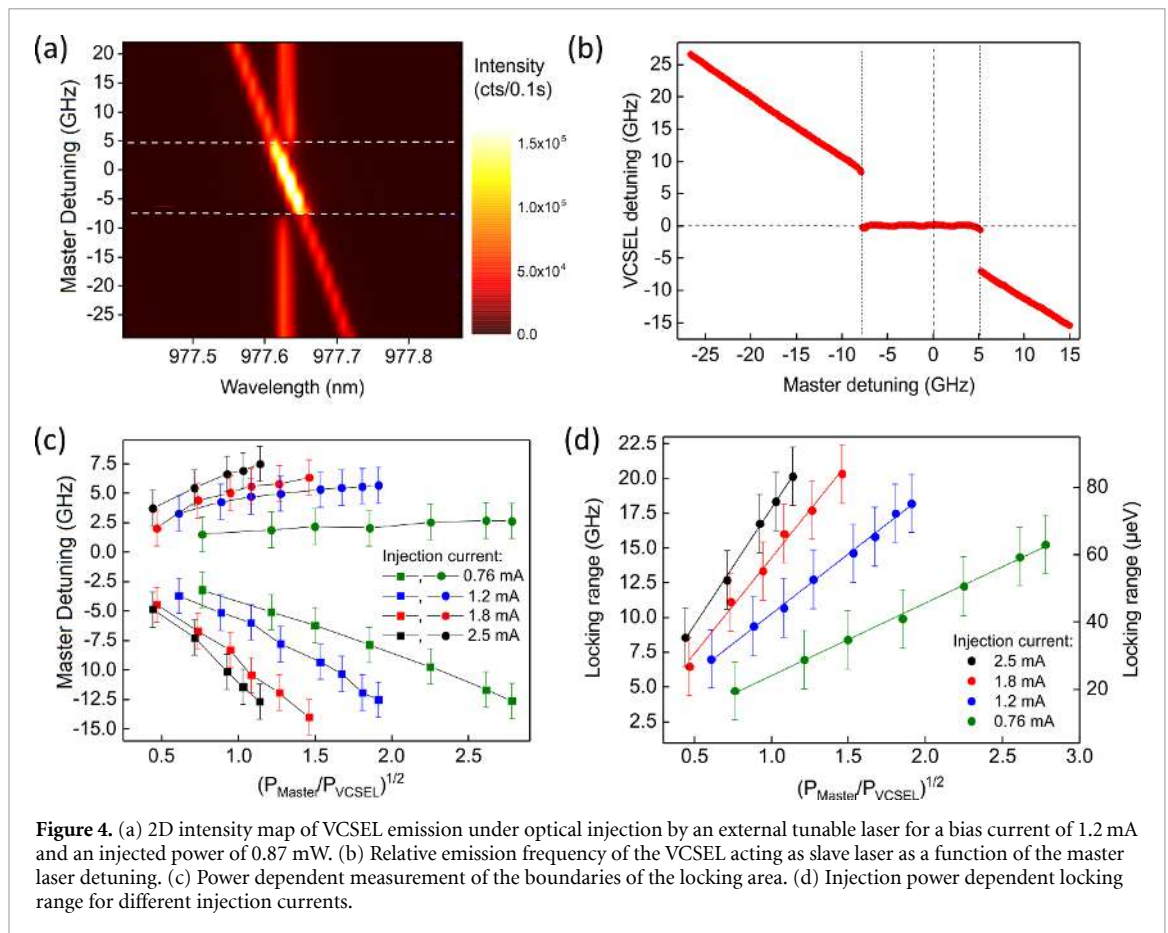 (a)
20
15
10
5
0
-5
-10
-15
-20
-25
Master Detuning (GHz)
977.5 977.6 977.7 977.8
Wavelength (nm)
Intensity
(cts/0.1s)
1.5x10⁵
1.0x10⁵
5.0x10⁴
0.0
(b)
25
20
15
10
5
0
-5
-10
-15
VCSEL detuning (GHz)
-25 -20 -15 -10 -5 0 5 10 15
Master detuning (GHz)
(c)
7.5
5.0
2.5
0.0
-2.5
-5.0
-7.5
-10.0
-12.5
-15.0
Master Detuning (GHz)
Injection current:
, 0.76 mA
, 1.2 mA
, 1.8 mA
, 2.5 mA
0.5 1.0 1.5 2.0 2.5
(P_Master/P_VCSEL)^1/2
(d)
22.5
20.0
17.5
15.0
12.5
10.0
7.5
5.0
2.5
Locking range (GHz)
80
60
40
20
Locking range (µeV)
Injection current:
2.5 mA
1.8 mA
1.2 mA
0.76 mA
0.5 1.0 1.5 2.0 2.5 3.0
(P_Master/P_VCSEL)^1/2
Figure 4. (a) 2D intensity map of VCSEL emission under optical injection by an external tunable laser for a bias current of 1.2 mA
and an injected power of 0.87 mW. (b) Relative emission frequency of the VCSEL acting as slave laser as a function of the master
laser detuning. (c) Power dependent measurement of the boundaries of the locking area. (d) Injection power dependent locking
range for different injection currents.